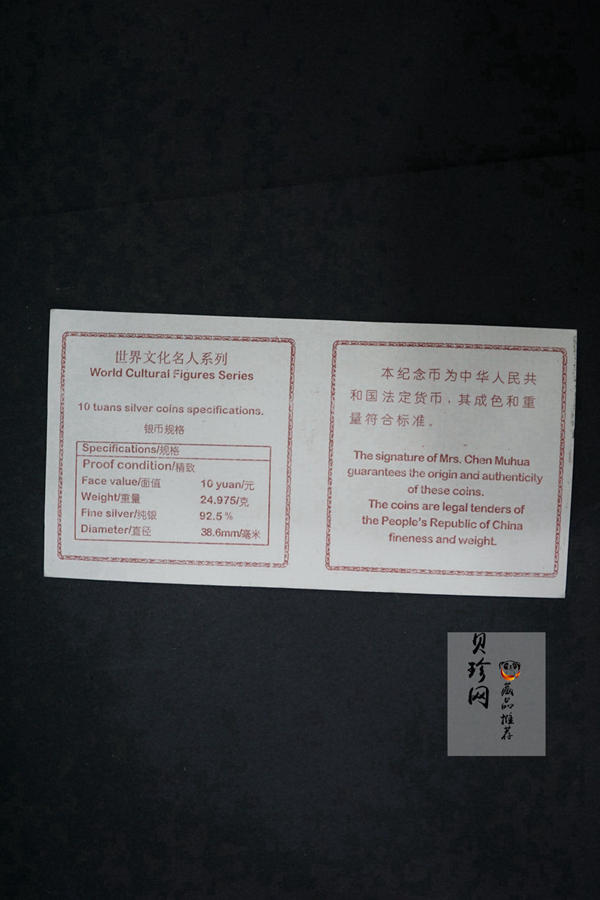 世界文化名人系列
World Cultural Figures Series
10 tuans silver coins specifications.
银币规格
Specifications/规格
Proof condition/精致
Face value/面值 10 yuan/元
Weight/重量 24.975/克
Fine silver/纯银 92.5%
Diameter/直径 38.6mm/毫米
本纪念币为中华人民共
和国法定货币，其成色和重
量符合标准。
The signature of Mrs. Chen Muhua
guarantees the origin and authenticity
of these coins.
The coins are legal tenders of
the People's Republic of China
fineness and weight.
贝珍网
藏品推荐